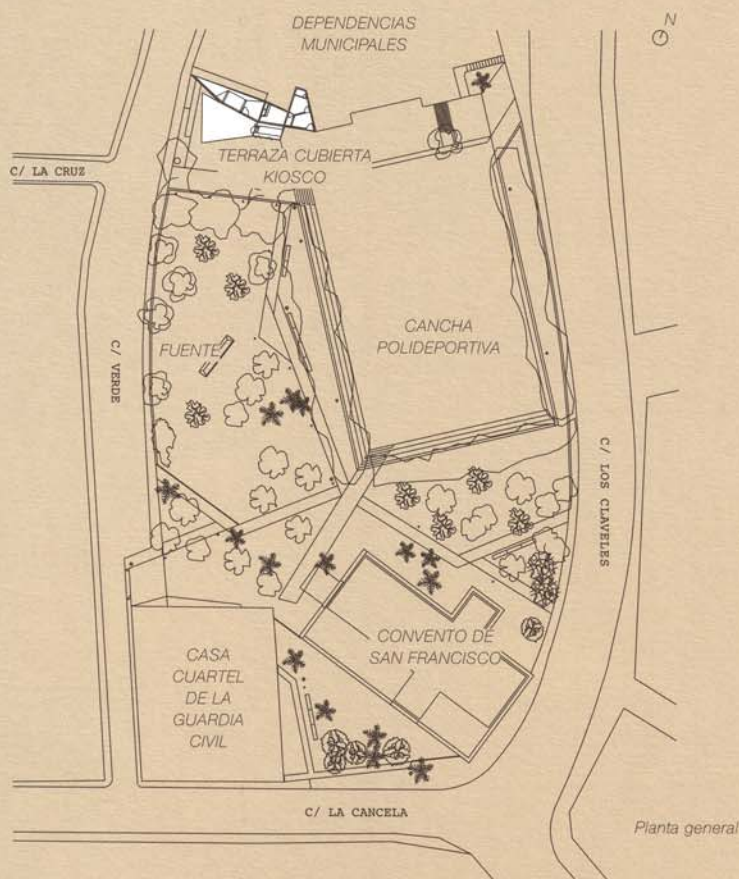 DEPENDENCIAS
MUNICIPALES
N
TERRAZA CUBIERTA
KIOSCO
C/ LA CRUZ
CANCHA
POLIDEPORTIVA
FUENTE
C/ VERDE
C/ LOS CLAVELES
CONVENTO DE
SAN FRANCISCO
CASA
CUARTEL
DE LA
GUARDIA
CIVIL
C/ LA CANCELA
Planta general